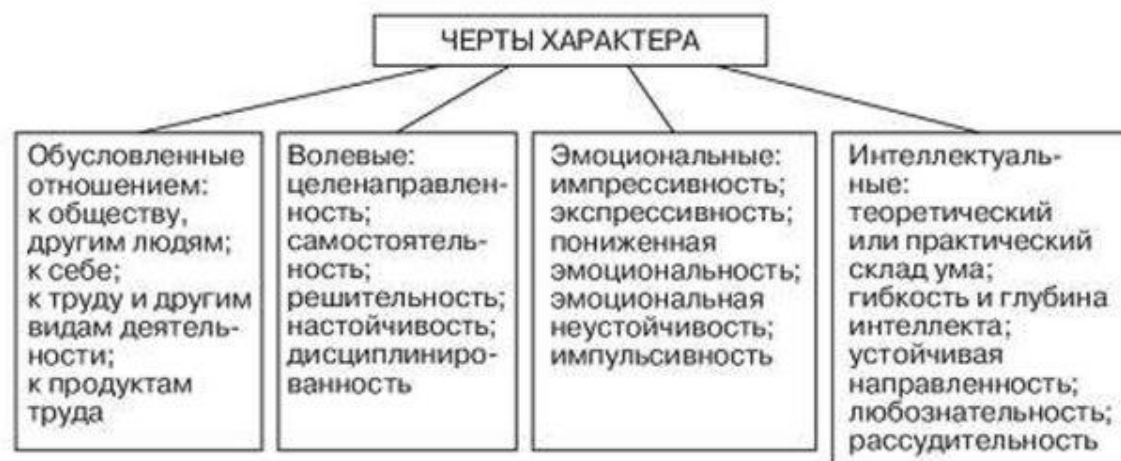 ЧЕРТЫ ХАРАКТЕРА
Обусловленные
отношением:
к обществу,
другим людям;
к себе;
к труду и другим
видам деятель-
ности;
к продуктам
труда
Волевые:
целенаправлен-
ность;
самостоятель-
ность;
решительность;
настойчивость;
дисциплиниро-
ванность
Эмоциональные:
импрессивность;
экспрессивность;
пониженная
эмоциональность;
эмоциональная
неустойчивость;
импульсивность
Интеллектуаль-
ные:
теоретический
или практический
склад ума;
гибкость и глубина
интеллекта;
устойчивая
направленность;
любознательность;
рассудительность